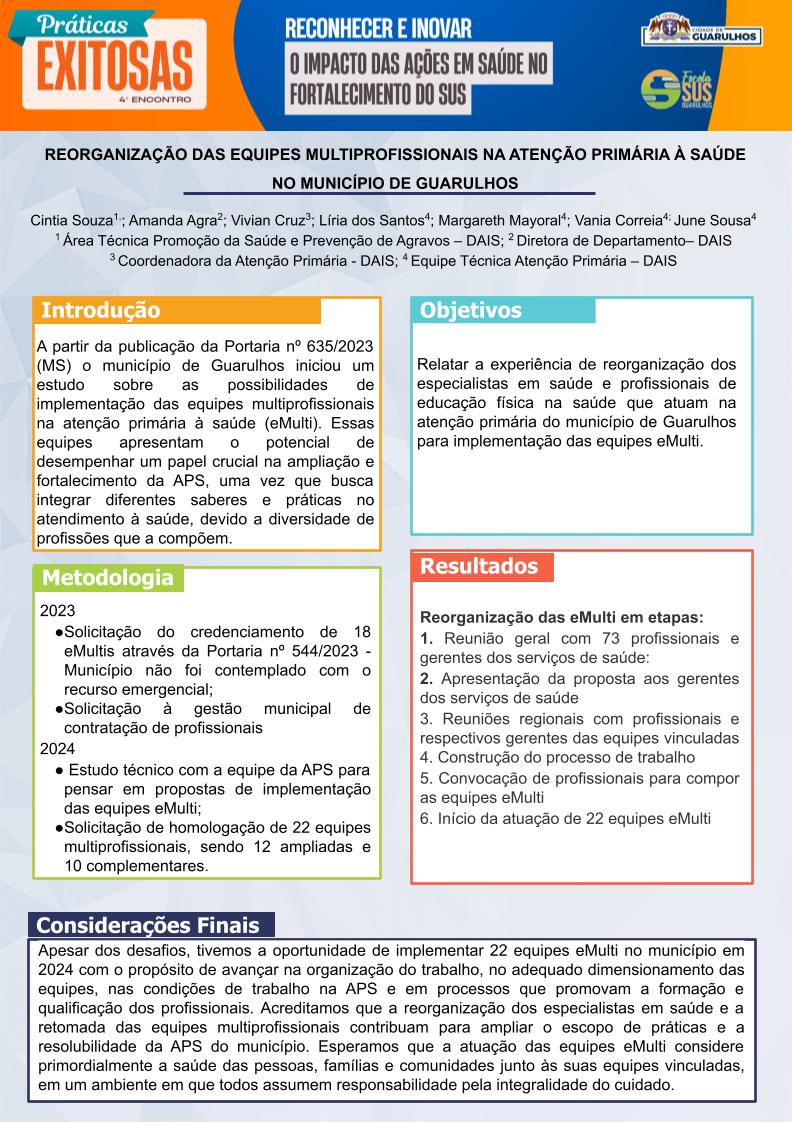 Práticas
EXITOSAS
4º ENCONTRO
RECONHECER E INOVAR
O IMPACTO DAS AÇÕES EM SAÚDE NO
FORTALECIMENTO DO SUS
CIDADE DE
GUARULHOS
Escola
SUS
GUARULHOS
REORGANIZAÇÃO DAS EQUIPES MULTIPROFISSIONAIS NA ATENÇÃO PRIMÁRIA À SAÚDE
NO MUNICÍPIO DE GUARULHOS
Cintia Souza¹·; Amanda Agra²; Vivian Cruz³; Líria dos Santos⁴; Margareth Mayoral⁴; Vania Correia⁴; June Sousa⁴
¹ Área Técnica Promoção da Saúde e Prevenção de Agravos – DAIS; ² Diretora de Departamento– DAIS
³ Coordenadora da Atenção Primária - DAIS; ⁴ Equipe Técnica Atenção Primária – DAIS
Introdução
A partir da publicação da Portaria nº 635/2023
(MS) o município de Guarulhos iniciou um
estudo sobre as possibilidades de
implementação das equipes multiprofissionais
na atenção primária à saúde (eMulti). Essas
equipes apresentam o potencial de
desempenhar um papel crucial na ampliação e
fortalecimento da APS, uma vez que busca
integrar diferentes saberes e práticas no
atendimento à saúde, devido a diversidade de
profissões que a compõem.
Objetivos
Relatar a experiência de reorganização dos
especialistas em saúde e profissionais de
educação física na saúde que atuam na
atenção primária do município de Guarulhos
para implementação das equipes eMulti.
Metodologia
2023
●Solicitação do credenciamento de 18
eMultis através da Portaria nº 544/2023 -
Município não foi contemplado com o
recurso emergencial;
●Solicitação à gestão municipal de
contratação de profissionais
2024
● Estudo técnico com a equipe da APS para
pensar em propostas de implementação
das equipes eMulti;
●Solicitação de homologação de 22 equipes
multiprofissionais, sendo 12 ampliadas e
10 complementares.
Resultados
Reorganização das eMulti em etapas:
1. Reunião geral com 73 profissionais e
gerentes dos serviços de saúde:
2. Apresentação da proposta aos gerentes
dos serviços de saúde
3. Reuniões regionais com profissionais e
respectivos gerentes das equipes vinculadas
4. Construção do processo de trabalho
5. Convocação de profissionais para compor
as equipes eMulti
6. Início da atuação de 22 equipes eMulti
Considerações Finais
Apesar dos desafios, tivemos a oportunidade de implementar 22 equipes eMulti no município em
2024 com o propósito de avançar na organização do trabalho, no adequado dimensionamento das
equipes, nas condições de trabalho na APS e em processos que promovam a formação e
qualificação dos profissionais. Acreditamos que a reorganização dos especialistas em saúde e a
retomada das equipes multiprofissionais contribuam para ampliar o escopo de práticas e a
resolubilidade da APS do município. Esperamos que a atuação das equipes eMulti considere
primordialmente a saúde das pessoas, famílias e comunidades junto às suas equipes vinculadas,
em um ambiente em que todos assumem responsabilidade pela integralidade do cuidado.